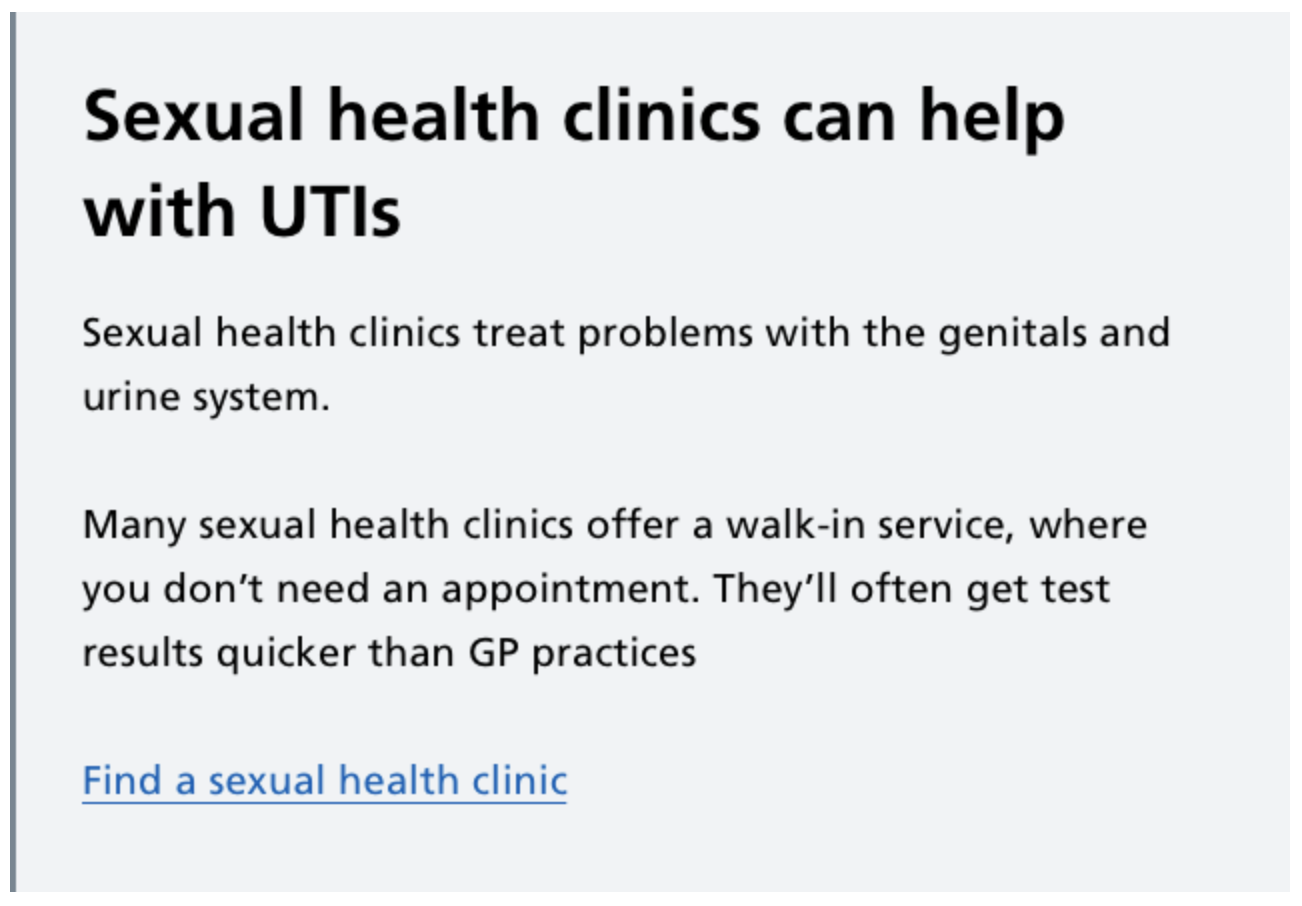 Sexual health clinics can help
with UTIs
Sexual health clinics treat problems with the genitals and
urine system.
Many sexual health clinics offer a walk-in service, where
you don’t need an appointment. They’ll often get test
results quicker than GP practices
Find a sexual health clinic